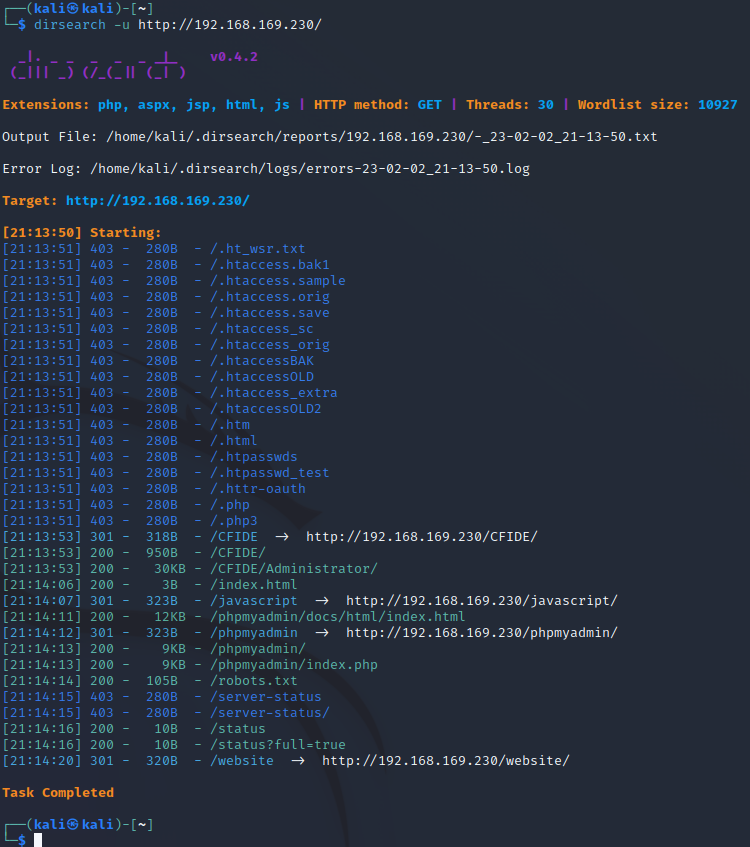 ┌──(kali㉿kali)-[~]
└─$ dirsearch -u http://192.168.169.230/
  _|. _ _  _  _  _ _|_    v0.4.2
 (_||| _) (/_(_|| (_| )
Extensions: php, aspx, jsp, html, js | HTTP method: GET | Threads: 30 | Wordlist size: 10927
Output File: /home/kali/.dirsearch/reports/192.168.169.230/-_23-02-02_21-13-50.txt
Error Log: /home/kali/.dirsearch/logs/errors-23-02-02_21-13-50.log
Target: http://192.168.169.230/
[21:13:50] Starting:
[21:13:51] 403 -  280B  - /.ht_wsr.txt
[21:13:51] 403 -  280B  - /.htaccess.bak1
[21:13:51] 403 -  280B  - /.htaccess.sample
[21:13:51] 403 -  280B  - /.htaccess.orig
[21:13:51] 403 -  280B  - /.htaccess.save
[21:13:51] 403 -  280B  - /.htaccess_sc
[21:13:51] 403 -  280B  - /.htaccess_orig
[21:13:51] 403 -  280B  - /.htaccessBAK
[21:13:51] 403 -  280B  - /.htaccessOLD
[21:13:51] 403 -  280B  - /.htaccess_extra
[21:13:51] 403 -  280B  - /.htaccessOLD2
[21:13:51] 403 -  280B  - /.htm
[21:13:51] 403 -  280B  - /.html
[21:13:51] 403 -  280B  - /.htpasswds
[21:13:51] 403 -  280B  - /.htpasswd_test
[21:13:51] 403 -  280B  - /.httr-oauth
[21:13:51] 403 -  280B  - /.php
[21:13:51] 403 -  280B  - /.php3
[21:13:53] 301 -  318B  - /CFIDE  →  http://192.168.169.230/CFIDE/
[21:13:53] 200 -  950B  - /CFIDE/
[21:13:53] 200 -   30KB - /CFIDE/Administrator/
[21:14:06] 200 -    3B  - /index.html
[21:14:07] 301 -  323B  - /javascript  →  http://192.168.169.230/javascript/
[21:14:11] 200 -   12KB - /phpmyadmin/docs/html/index.html
[21:14:12] 301 -  323B  - /phpmyadmin  →  http://192.168.169.230/phpmyadmin/
[21:14:13] 200 -    9KB - /phpmyadmin/
[21:14:13] 200 -    9KB - /phpmyadmin/index.php
[21:14:14] 200 -  105B  - /robots.txt
[21:14:15] 403 -  280B  - /server-status
[21:14:15] 403 -  280B  - /server-status/
[21:14:16] 200 -   10B  - /status
[21:14:16] 200 -   10B  - /status?full=true
[21:14:20] 301 -  320B  - /website  →  http://192.168.169.230/website/
Task Completed
┌──(kali㉿kali)-[~]
└─$